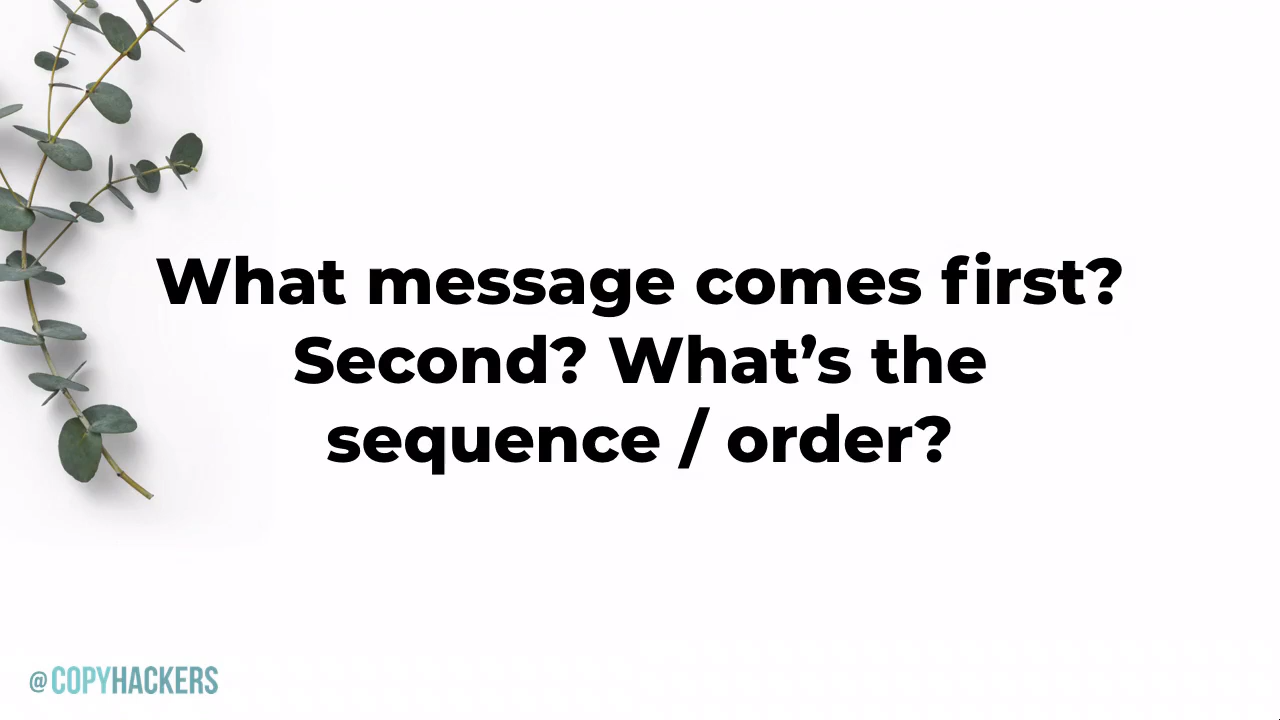 What message comes first?
Second? What’s the
sequence / order?
@COPYHACKERS